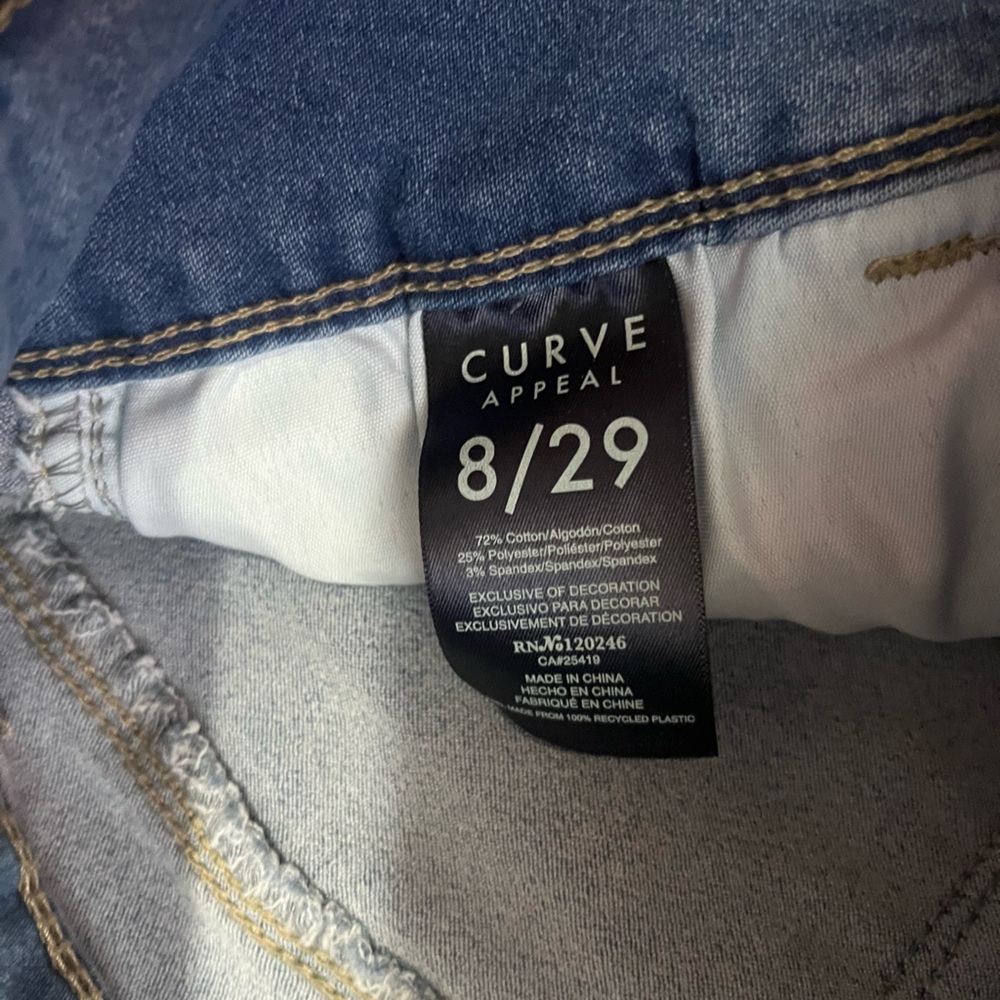 CURVE
APPEAL
8/29
72% Cotton/Algodón/Coton
25% Polyester/Poliéster/Polyester
3% Spandex/Spandex/Spandex
EXCLUSIVE OF DECORATION
EXCLUSIVO PARA DECORAR
EXCLUSIVEMENT DE DÉCORATION
RN№120246
CA#25419
MADE IN CHINA
HECHO EN CHINA
FABRIQUÉ EN CHINE
MADE FROM 100% RECYCLED PLASTIC